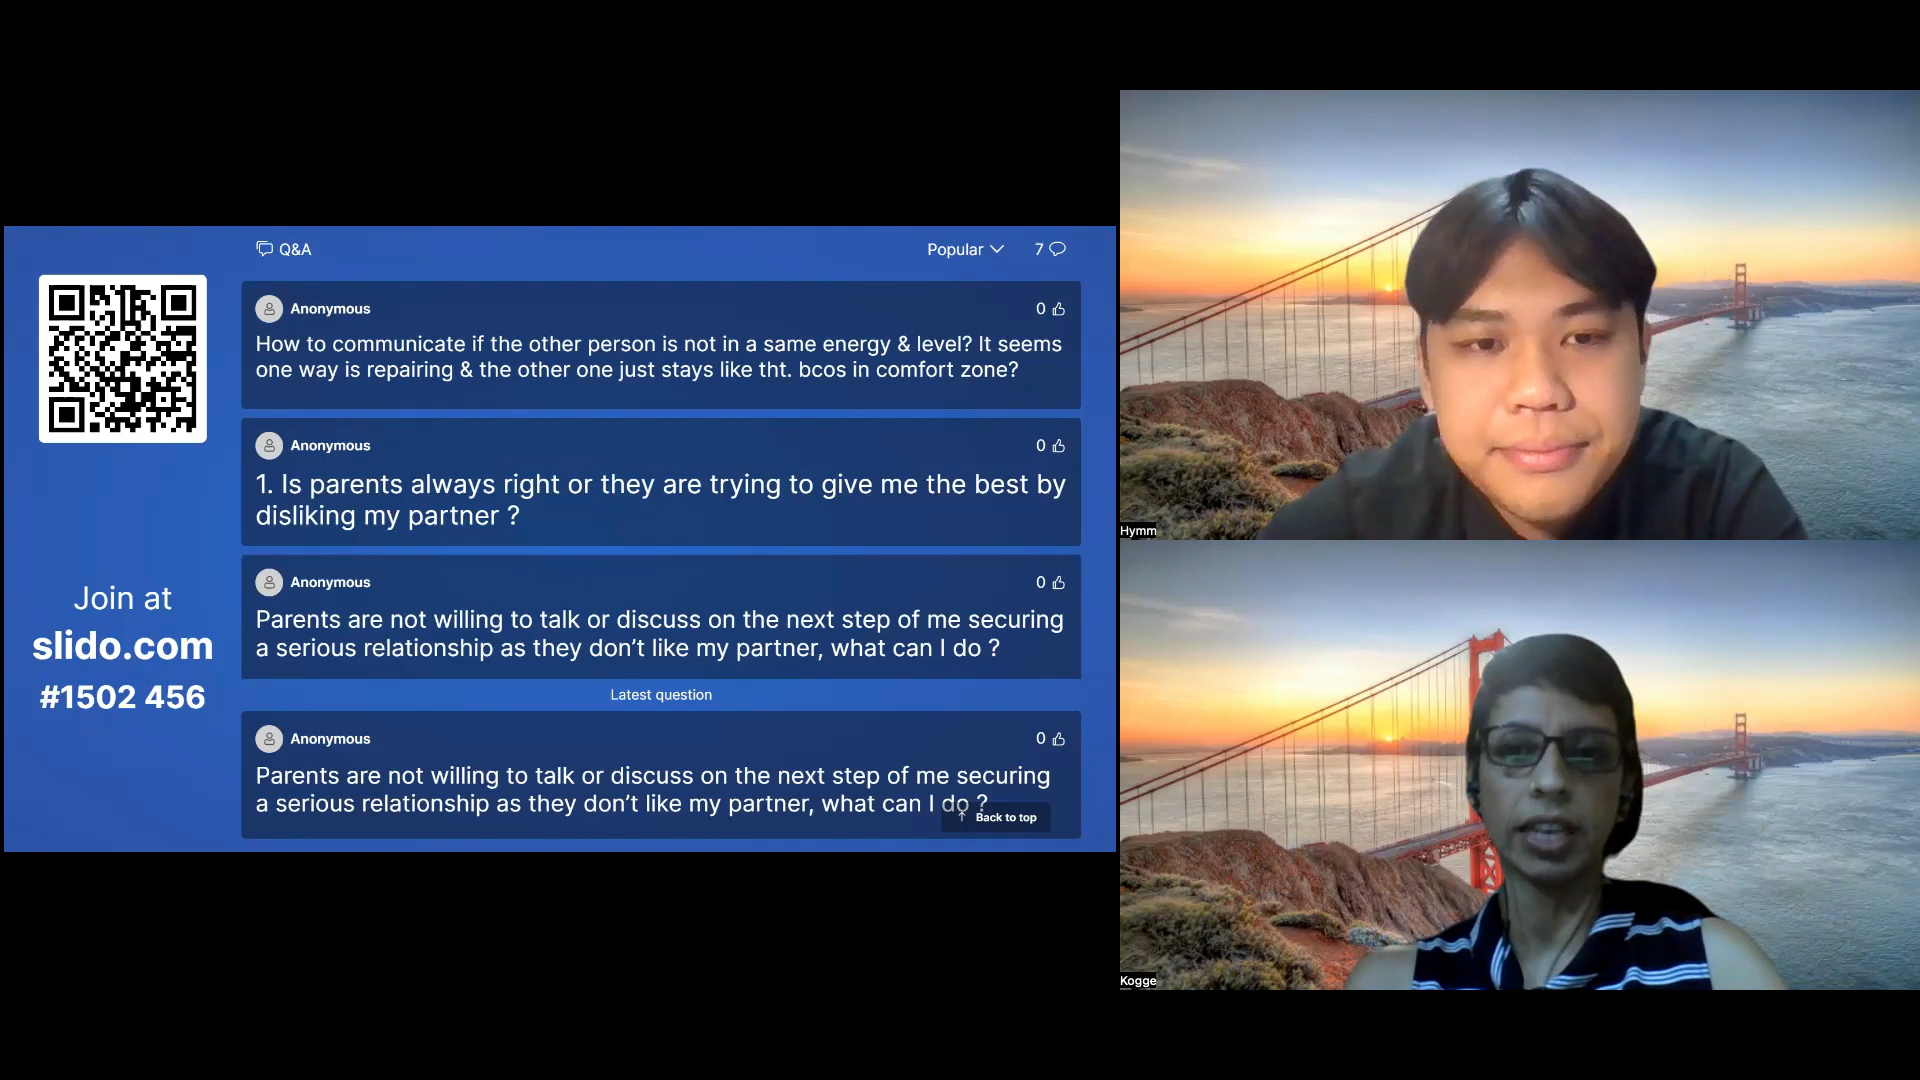 Q&A
Popular
7
Anonymous
0
How to communicate if the other person is not in a same energy & level? It seems
one way is repairing & the other one just stays like tht. bcos in comfort zone?
Anonymous
0
1. Is parents always right or they are trying to give me the best by
disliking my partner ?
Anonymous
0
Parents are not willing to talk or discuss on the next step of me securing
a serious relationship as they don’t like my partner, what can I do ?
Latest question
Anonymous
0
Parents are not willing to talk or discuss on the next step of me securing
a serious relationship as they don’t like my partner, what can I do ?
Back to top
Join at
slido.com
#1502 456
Hymm
Kogge